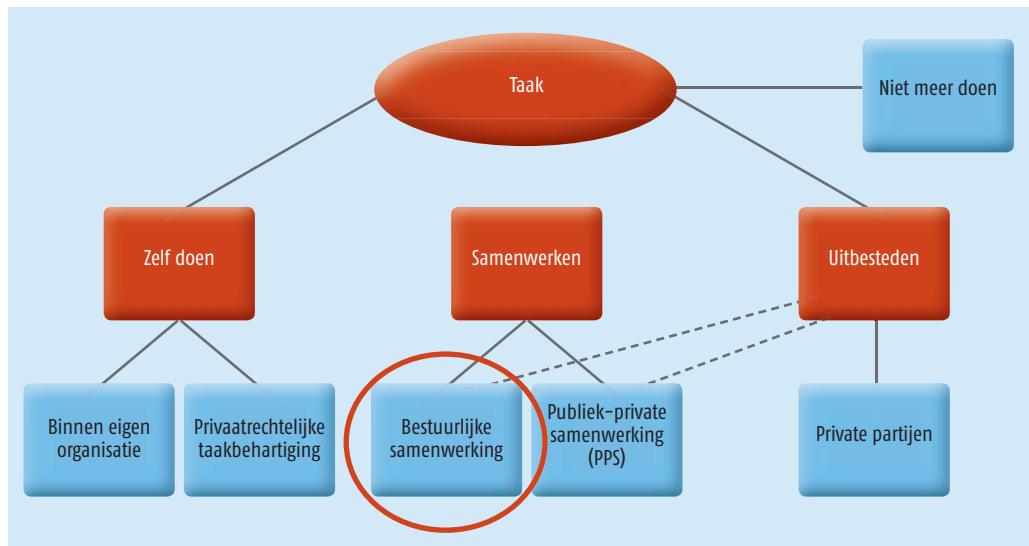 Taak
Niet meer doen
Zelf doen
Samenwerken
Uitbesteden
Binnen eigen
organisatie
Privaatrechtelijke
taakbehartiging
Bestuurlijke
samenwerking
Publiek-private
samenwerking
(PPS)
Private partijen